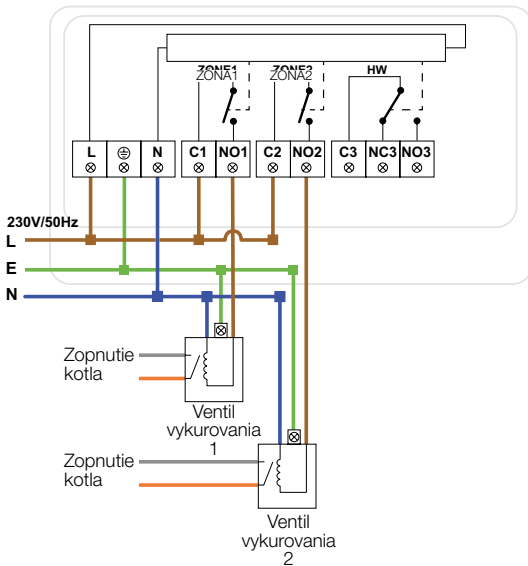 ZONE1 ZONE2 HW
ZONA1 ZONA2
L N C1 NO1 C2 NO2 C3 NC3 NO3
230V/50Hz
L
E
N
Zopnutie
kotla
Ventil
vykurovania
1
Zopnutie
kotla
Ventil
vykurovania
2